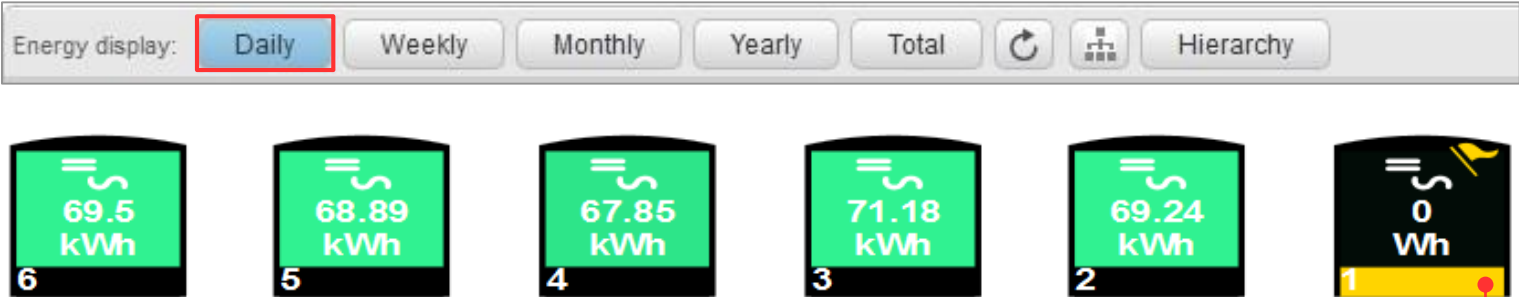 Energy display: Daily Weekly Monthly Yearly Total Hierarchy
69.5 68.89 67.85 71.18 69.24 0
kWh kWh kWh kWh kWh Wh
6 5 4 3 2 1